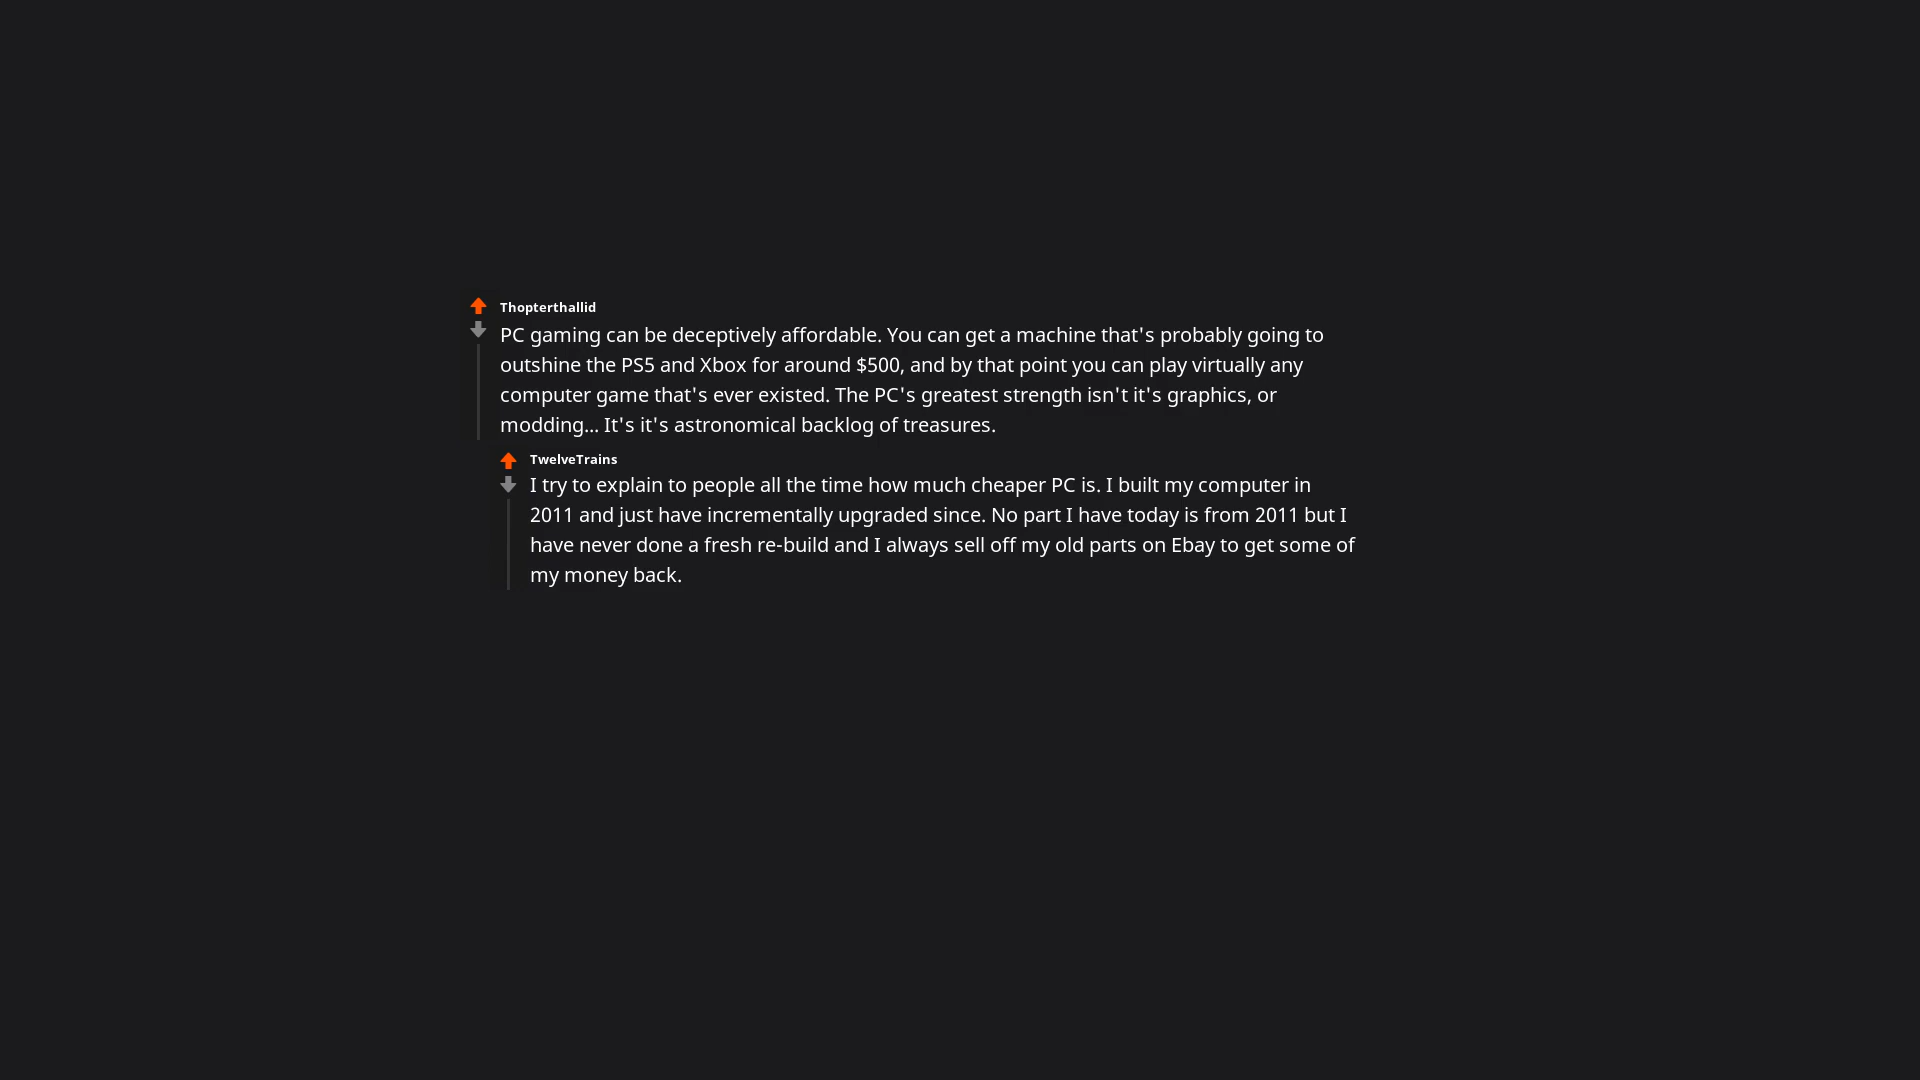 Thopterthallid
PC gaming can be deceptively affordable. You can get a machine that's probably going to
outshine the PS5 and Xbox for around $500, and by that point you can play virtually any
computer game that's ever existed. The PC's greatest strength isn't it's graphics, or
modding... It's it's astronomical backlog of treasures.
TwelveTrains
I try to explain to people all the time how much cheaper PC is. I built my computer in
2011 and just have incrementally upgraded since. No part I have today is from 2011 but I
have never done a fresh re-build and I always sell off my old parts on Ebay to get some of
my money back.